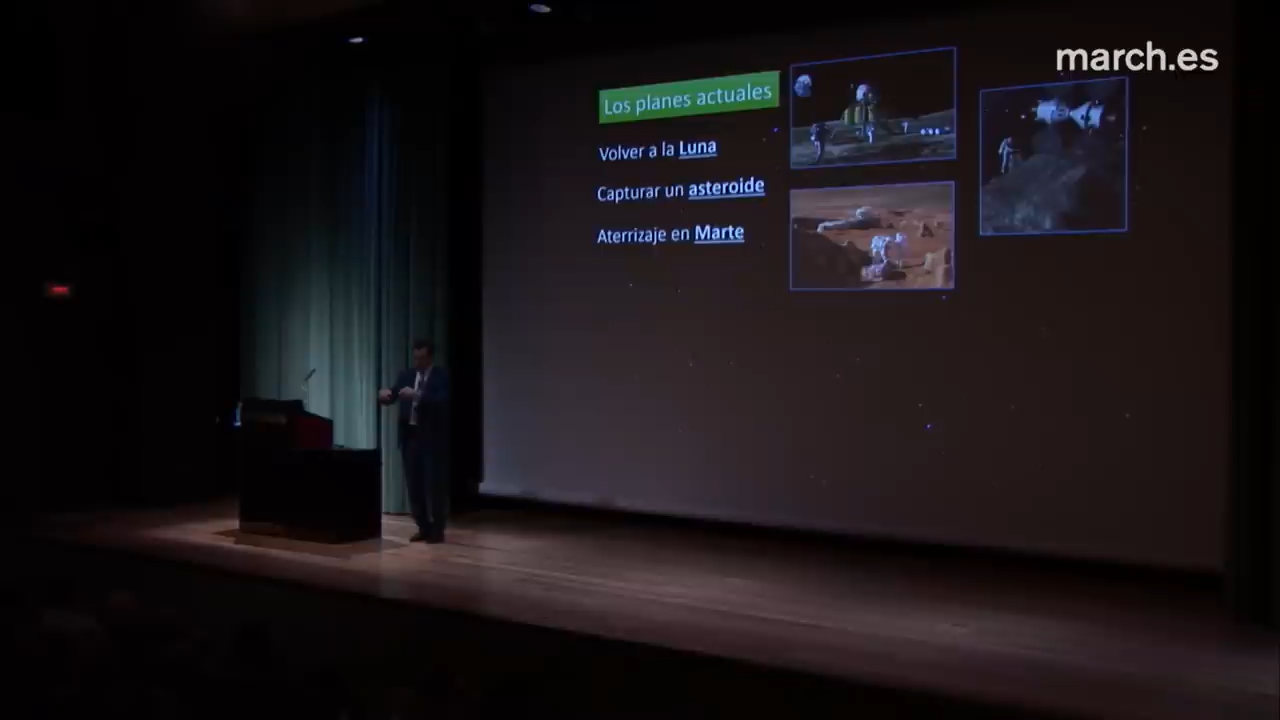 march.es
Los planes actuales
Volver a la Luna
Capturar un asteroide
Aterrizaje en Marte